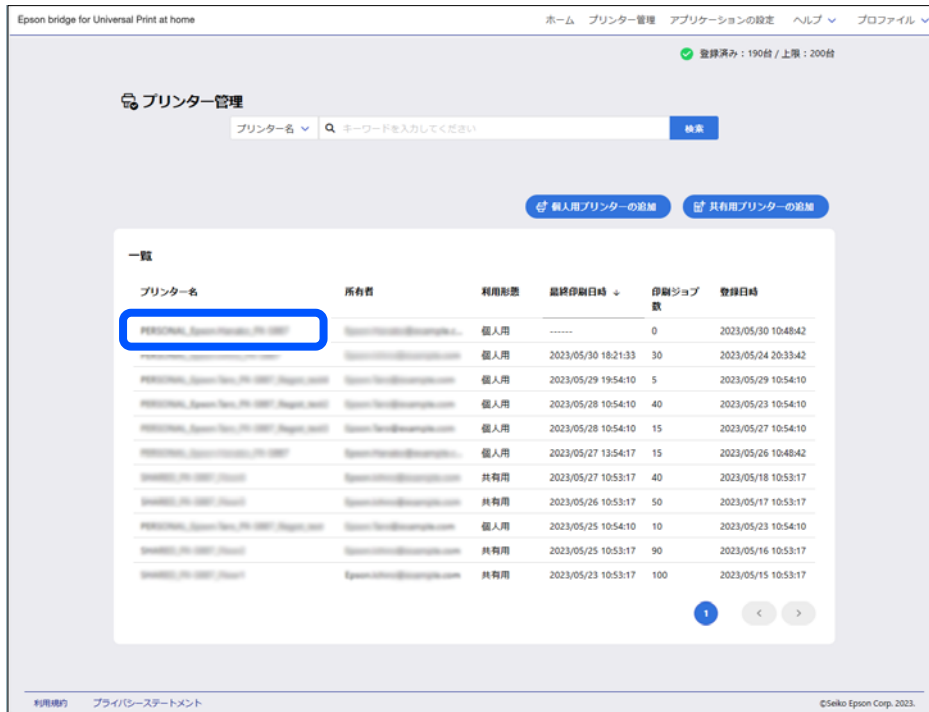 Epson bridge for Universal Print at home ホーム プリンター管理 アプリケーションの設定 ヘルプ プロファイル
登録済み：190台 / 上限：200台
プリンター管理
プリンター名 キーワードを入力してください 検索
個人用プリンターの追加 共有用プリンターの追加
一覧
プリンター名 所有者 利用形態 最終印刷日時 ↓ 印刷ジョブ数 登録日時
個人用 ------ 0 2023/05/30 10:48:42
個人用 2023/05/30 18:21:33 30 2023/05/24 20:33:42
個人用 2023/05/29 19:54:10 5 2023/05/29 10:54:10
個人用 2023/05/28 10:54:10 40 2023/05/23 10:54:10
個人用 2023/05/28 10:54:10 15 2023/05/27 10:54:10
個人用 2023/05/27 13:54:17 15 2023/05/26 10:48:42
共有用 2023/05/27 10:53:17 40 2023/05/18 10:53:17
共有用 2023/05/26 10:53:17 50 2023/05/17 10:53:17
個人用 2023/05/25 10:54:10 10 2023/05/23 10:54:10
共有用 2023/05/25 10:53:17 90 2023/05/16 10:53:17
共有用 2023/05/23 10:53:17 100 2023/05/15 10:53:17
1 < >
利用規約 プライバシーステートメント ©Seiko Epson Corp. 2023.